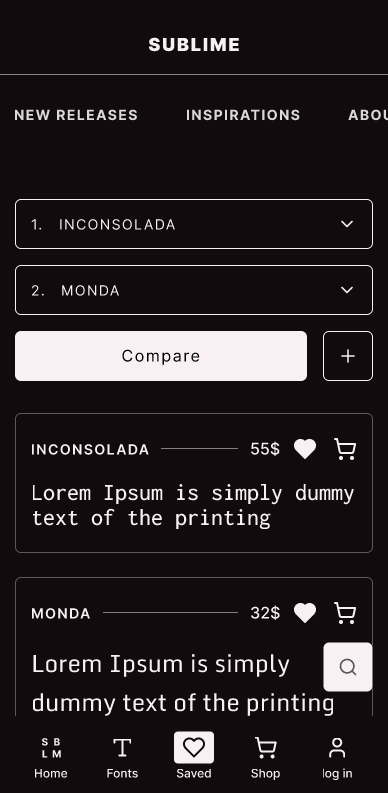 SUBLIME
NEW RELEASES INSPIRATIONS ABOU
1. INCONSOLADA
2. MONDA
Compare
INCONSOLADA 55$
Lorem Ipsum is simply dummy
text of the printing
MONDA 32$
Lorem Ipsum is simply
dummy text of the printing
S B
L M
Home Fonts Saved Shop log in